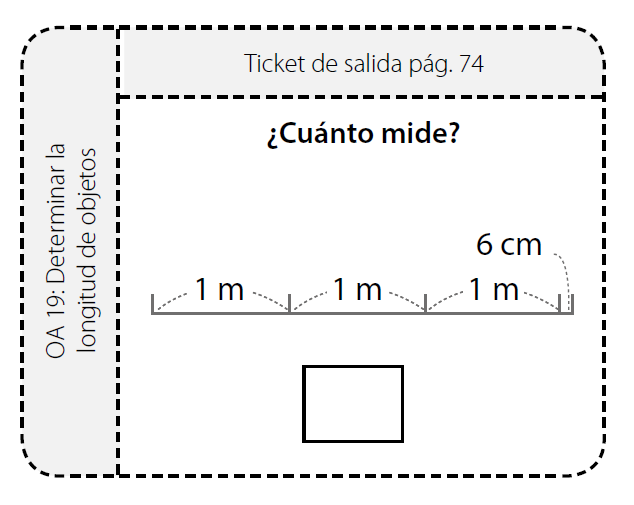 Ticket de salida pág. 74
OA 19: Determinar la
longitud de objetos
¿Cuánto mide?
6 cm
1 m 1 m 1 m